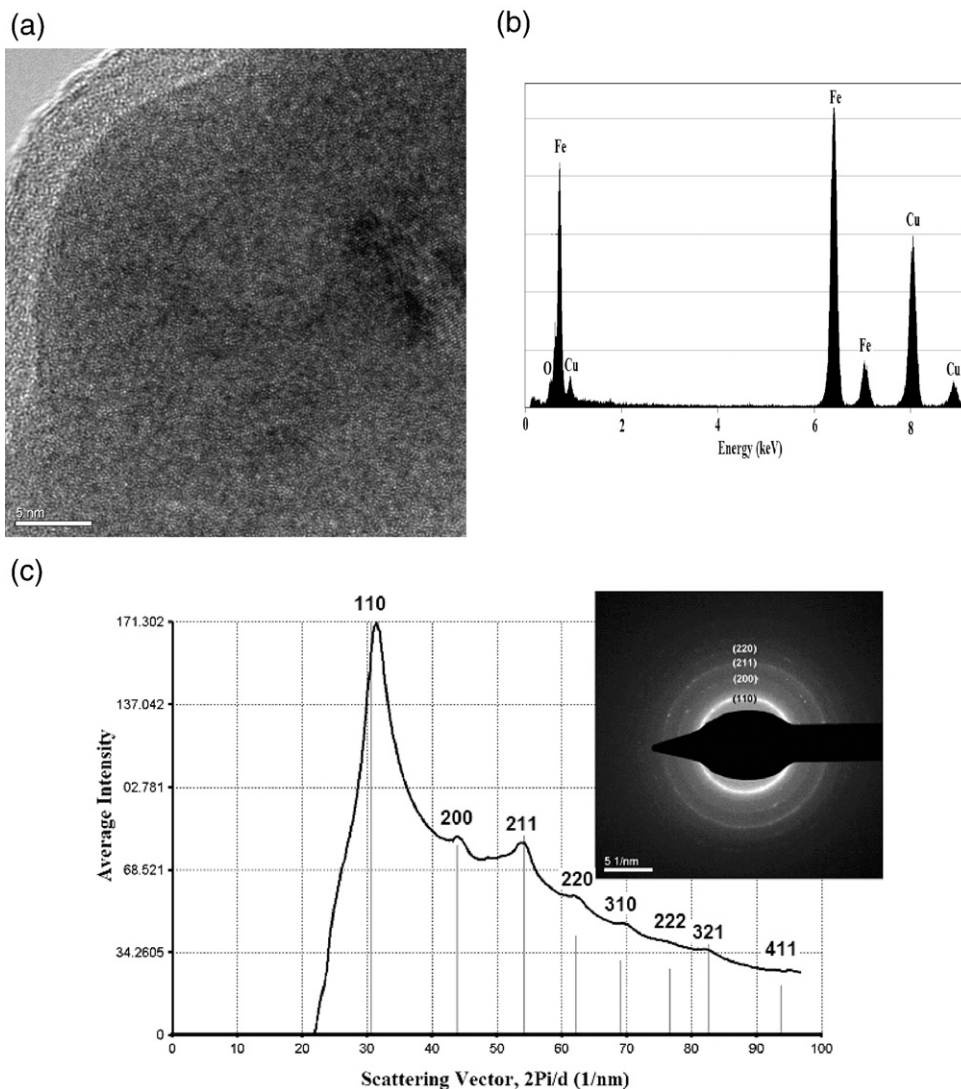 (a)
(b)
5 nm
Fe
Fe
Cu
O
Cu
Fe
Cu
0
2
4
6
8
Energy (keV)
(c)
171.302
137.042
02.781
68.521
34.2605
0
Average Intensity
110
200
211
220
310
222
321
411
(220)
(211)
(200)
(110)
5 1/nm
0 10 20 30 40 50 60 70 80 90 100
Scattering Vector, 2Pi/d (1/nm)